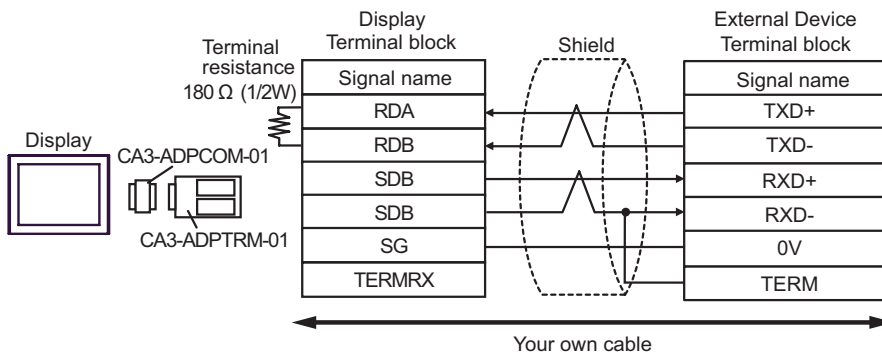 Display
Terminal block
Shield
External Device
Terminal block
Terminal
resistance
180 Ω (1/2W)
Signal name
Signal name
RDA
TXD+
RDB
TXD-
Display
CA3-ADPCOM-01
SDB
RXD+
SDB
RXD-
CA3-ADPTRM-01
SG
0V
TERMRX
TERM
Your own cable